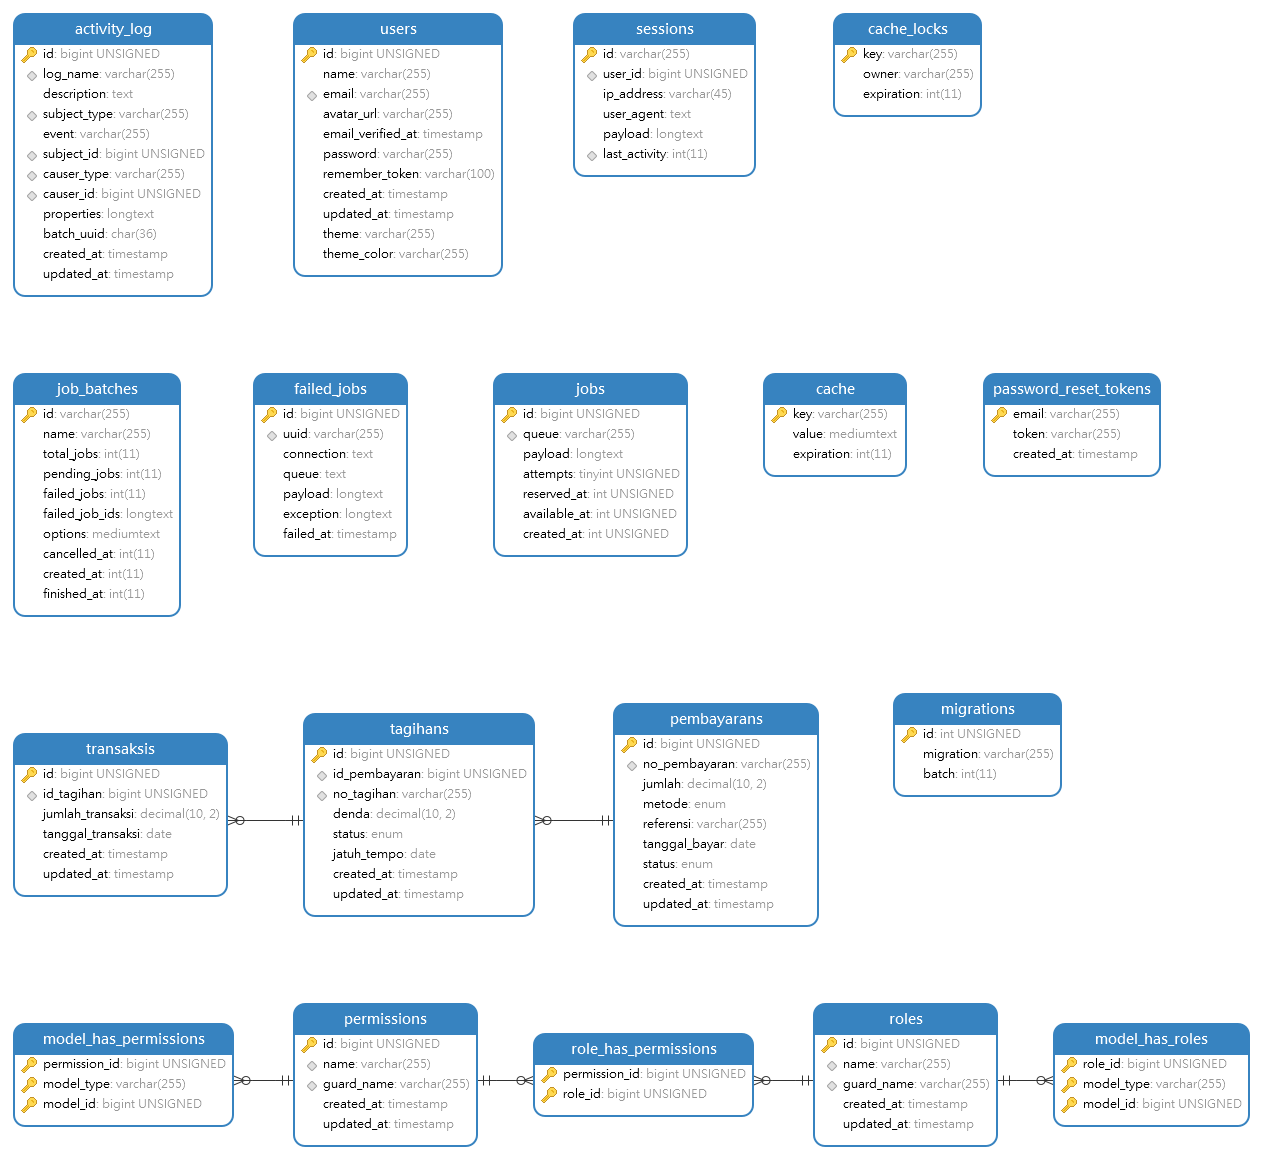 activity_log
id: bigint UNSIGNED
log_name: varchar(255)
description: text
subject_type: varchar(255)
event: varchar(255)
subject_id: bigint UNSIGNED
causer_type: varchar(255)
causer_id: bigint UNSIGNED
properties: longtext
batch_uuid: char(36)
created_at: timestamp
updated_at: timestamp
users
id: bigint UNSIGNED
name: varchar(255)
email: varchar(255)
avatar_url: varchar(255)
email_verified_at: timestamp
password: varchar(255)
remember_token: varchar(100)
created_at: timestamp
updated_at: timestamp
theme: varchar(255)
theme_color: varchar(255)
sessions
id: varchar(255)
user_id: bigint UNSIGNED
ip_address: varchar(45)
user_agent: text
payload: longtext
last_activity: int(11)
cache_locks
key: varchar(255)
owner: varchar(255)
expiration: int(11)
job_batches
id: varchar(255)
name: varchar(255)
total_jobs: int(11)
pending_jobs: int(11)
failed_jobs: int(11)
failed_job_ids: longtext
options: mediumtext
cancelled_at: int(11)
created_at: int(11)
finished_at: int(11)
failed_jobs
id: bigint UNSIGNED
uuid: varchar(255)
connection: text
queue: text
payload: longtext
exception: longtext
failed_at: timestamp
jobs
id: bigint UNSIGNED
queue: varchar(255)
payload: longtext
attempts: tinyint UNSIGNED
reserved_at: int UNSIGNED
available_at: int UNSIGNED
created_at: int UNSIGNED
cache
key: varchar(255)
value: mediumtext
expiration: int(11)
password_reset_tokens
email: varchar(255)
token: varchar(255)
created_at: timestamp
transaksis
id: bigint UNSIGNED
id_tagihan: bigint UNSIGNED
jumlah_transaksi: decimal(10, 2)
tanggal_transaksi: date
created_at: timestamp
updated_at: timestamp
tagihans
id: bigint UNSIGNED
id_pembayaran: bigint UNSIGNED
no_tagihan: varchar(255)
denda: decimal(10, 2)
status: enum
jatuh_tempo: date
created_at: timestamp
updated_at: timestamp
pembayarans
id: bigint UNSIGNED
no_pembayaran: varchar(255)
jumlah: decimal(10, 2)
metode: enum
referensi: varchar(255)
tanggal_bayar: date
status: enum
created_at: timestamp
updated_at: timestamp
migrations
id: int UNSIGNED
migration: varchar(255)
batch: int(11)
model_has_permissions
permission_id: bigint UNSIGNED
model_type: varchar(255)
model_id: bigint UNSIGNED
permissions
id: bigint UNSIGNED
name: varchar(255)
guard_name: varchar(255)
created_at: timestamp
updated_at: timestamp
role_has_permissions
permission_id: bigint UNSIGNED
role_id: bigint UNSIGNED
roles
id: bigint UNSIGNED
name: varchar(255)
guard_name: varchar(255)
created_at: timestamp
updated_at: timestamp
model_has_roles
role_id: bigint UNSIGNED
model_type: varchar(255)
model_id: bigint UNSIGNED